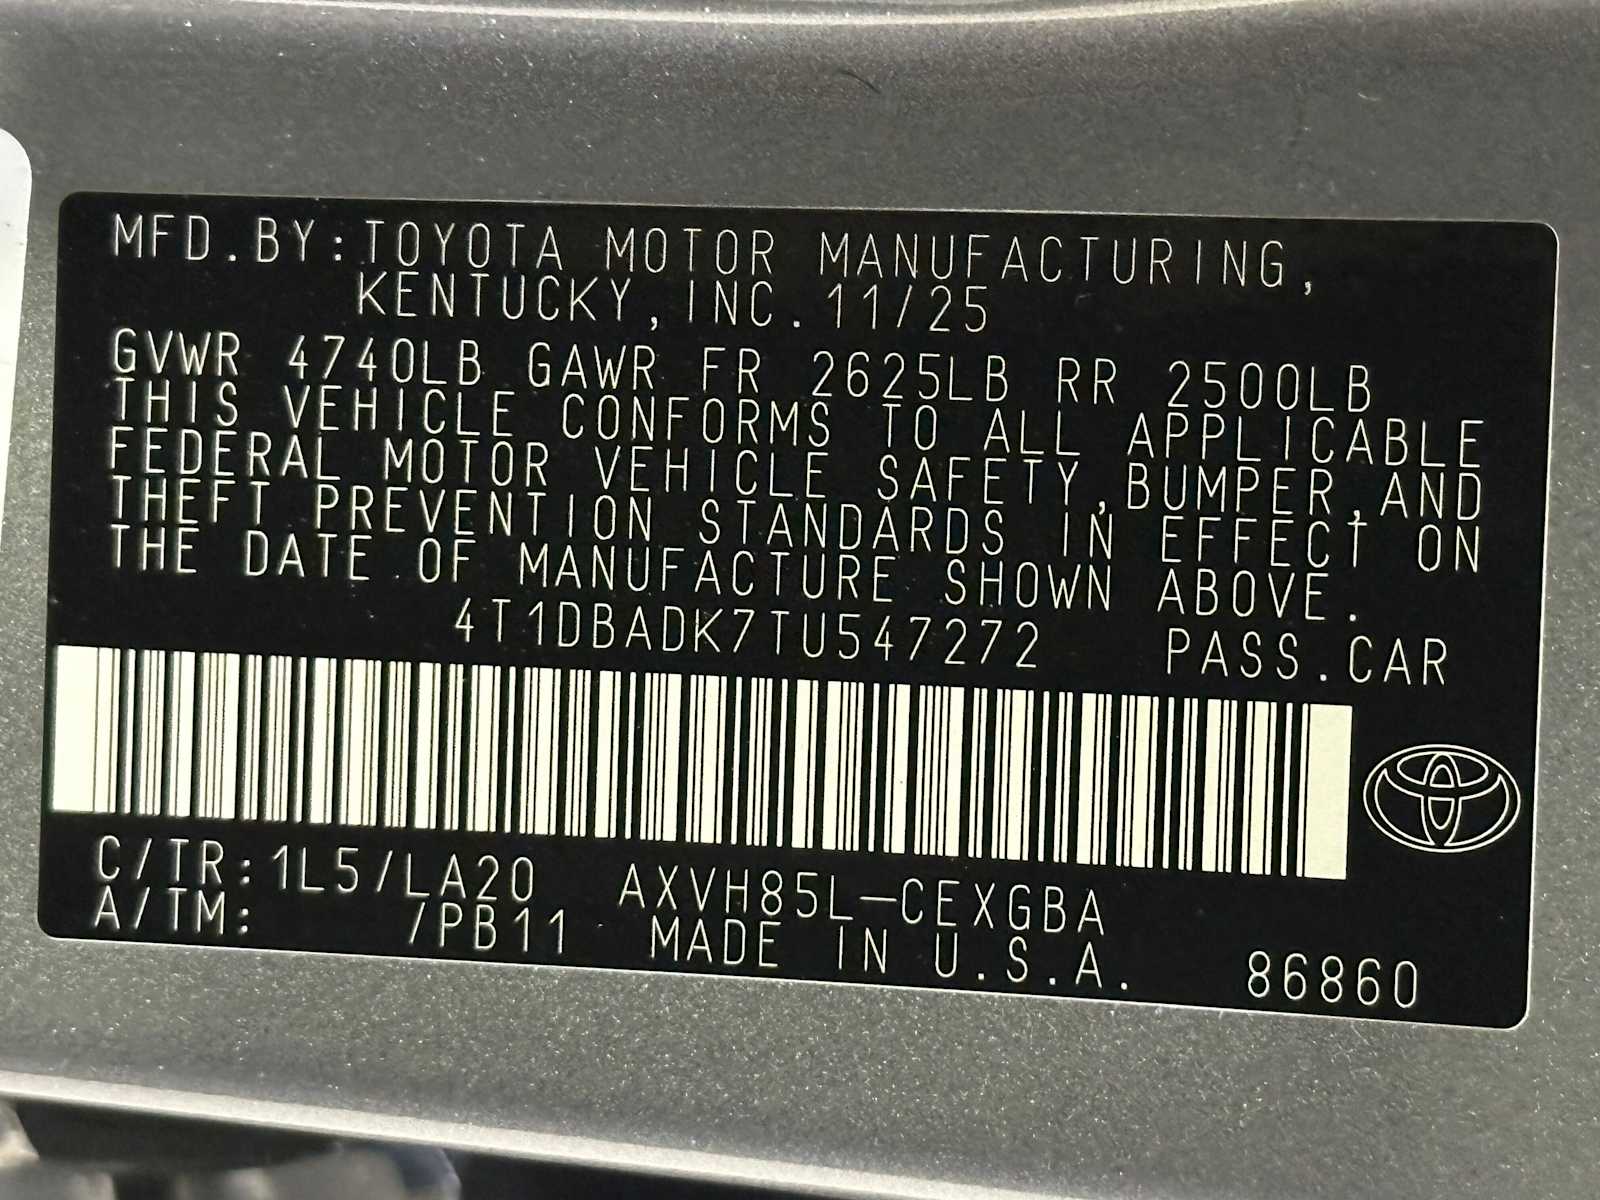 MFD.BY:TOYOTA MOTOR MANUFACTURING,
KENTUCKY,INC.11/25
GVWR 4740LB GAWR FR 2625LB RR 2500LB
THIS VEHICLE CONFORMS TO ALL APPLICABLE
FEDERAL MOTOR VEHICLE SAFETY,BUMPER,AND
THEFT PREVENTION STANDARDS IN EFFECT ON
THE DATE OF MANUFACTURE SHOWN ABOVE.
4T1DBADK7TU547272 PASS.CAR
C/TR:1L5/LA20 AXVH85L-CEXGBA
A/TM: /PB11 MADE IN U.S.A. 86860